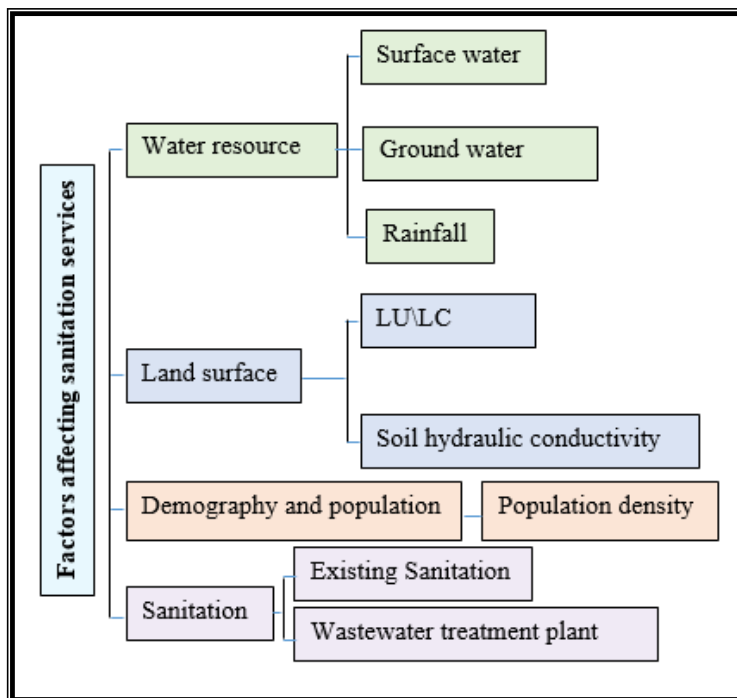 Factors affecting sanitation services
Water resource
Surface water
Ground water
Rainfall
Land surface
LU\LC
Soil hydraulic conductivity
Demography and population
Population density
Sanitation
Existing Sanitation
Wastewater treatment plant